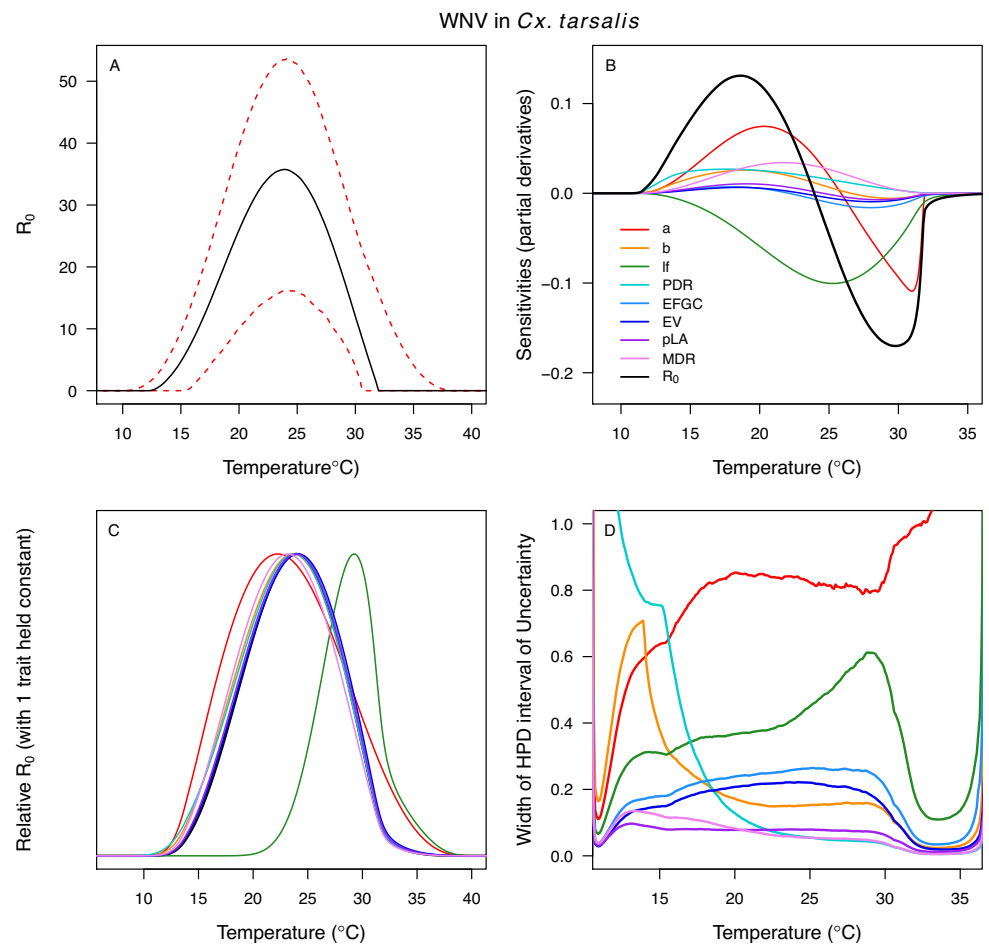 WNV in Cx. tarsalis
A
R0
50
40
30
20
10
0
10 15 20 25 30 35 40
Temperature°C)
B
Sensitivities (partial derivatives)
0.1
0.0
−0.1
−0.2
a
b
lf
PDR
EFGC
EV
pLA
MDR
R0
10 15 20 25 30 35
Temperature (°C)
C
Relative R0 (with 1 trait held constant)
10 15 20 25 30 35 40
Temperature (°C)
D
Width of HPD interval of Uncertainty
1.0
0.8
0.6
0.4
0.2
0.0
15 20 25 30 35
Temperature (°C)